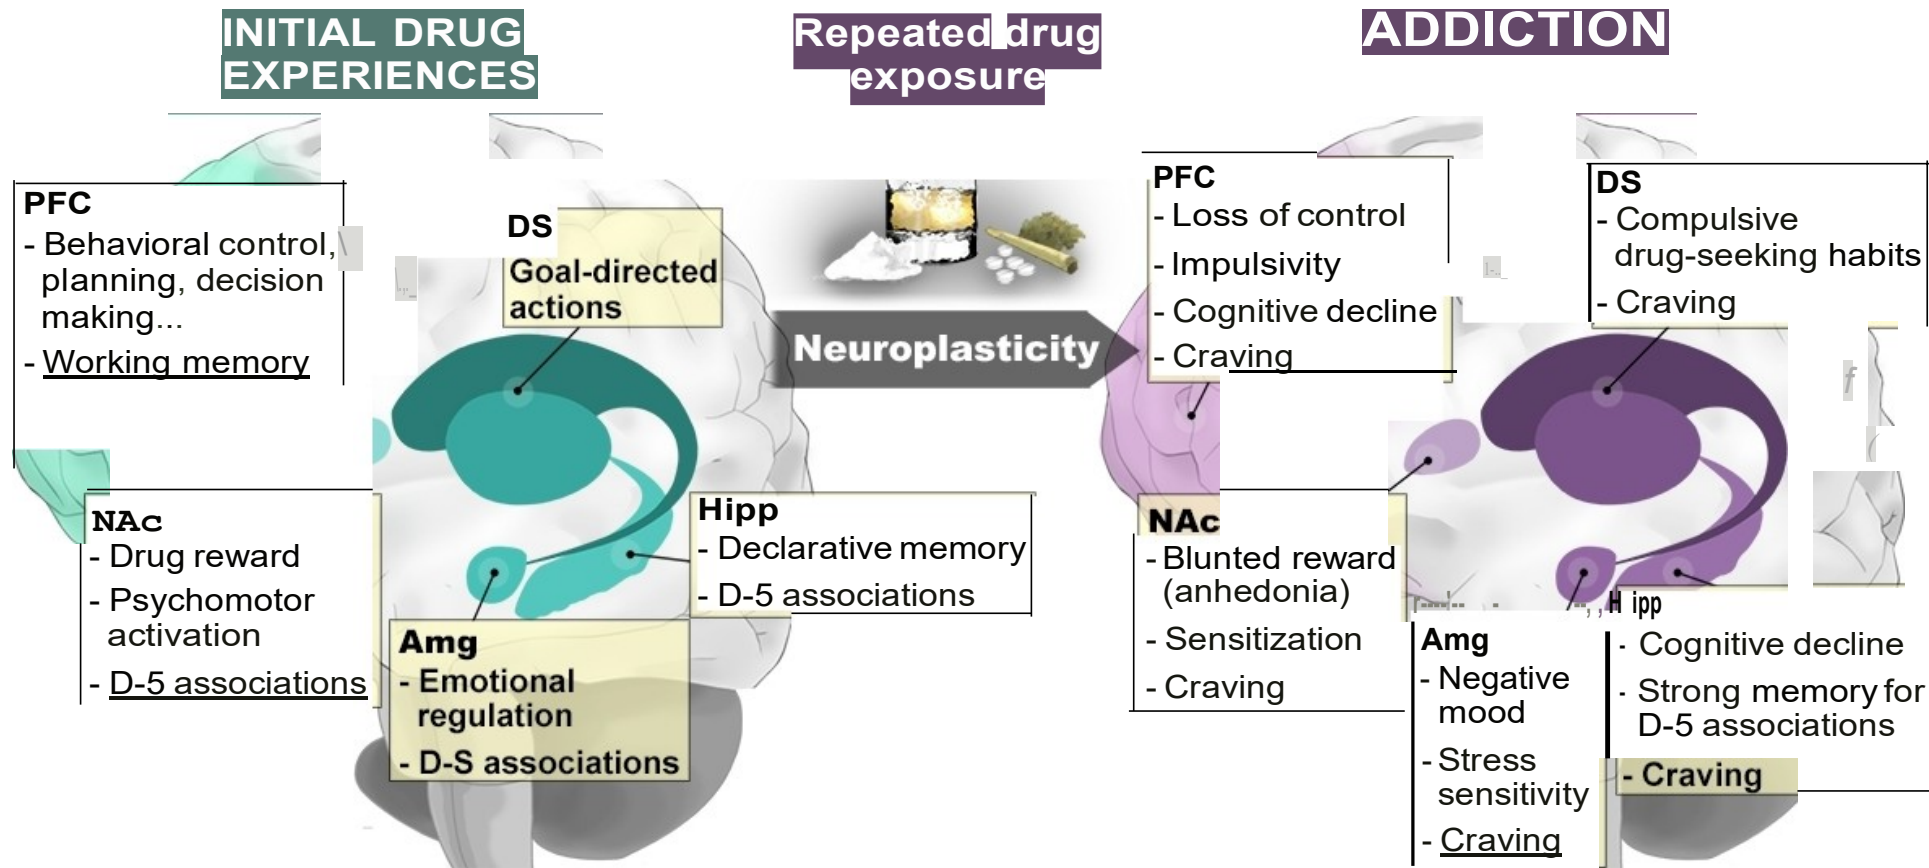 INITIAL DRUG
EXPERIENCES
Repeated drug
exposure
ADDICTION
PFC
- Behavioral control,
planning, decision
making...
- Working memory
DS
Goal-directed
actions
NAc
- Drug reward
- Psychomotor
activation
- D-5 associations
Amg
- Emotional
regulation
- D-S associations
Hipp
- Declarative memory
- D-5 associations
Neuroplasticity
PFC
- Loss of control
- Impulsivity
- Cognitive decline
- Craving
DS
- Compulsive
drug-seeking habits
- Craving
NAc
- Blunted reward
(anhedonia)
- Sensitization
- Craving
Amg
- Negative
mood
- Stress
sensitivity
- Craving
H ipp
- Cognitive decline
- Strong memory for
D-5 associations
- Craving